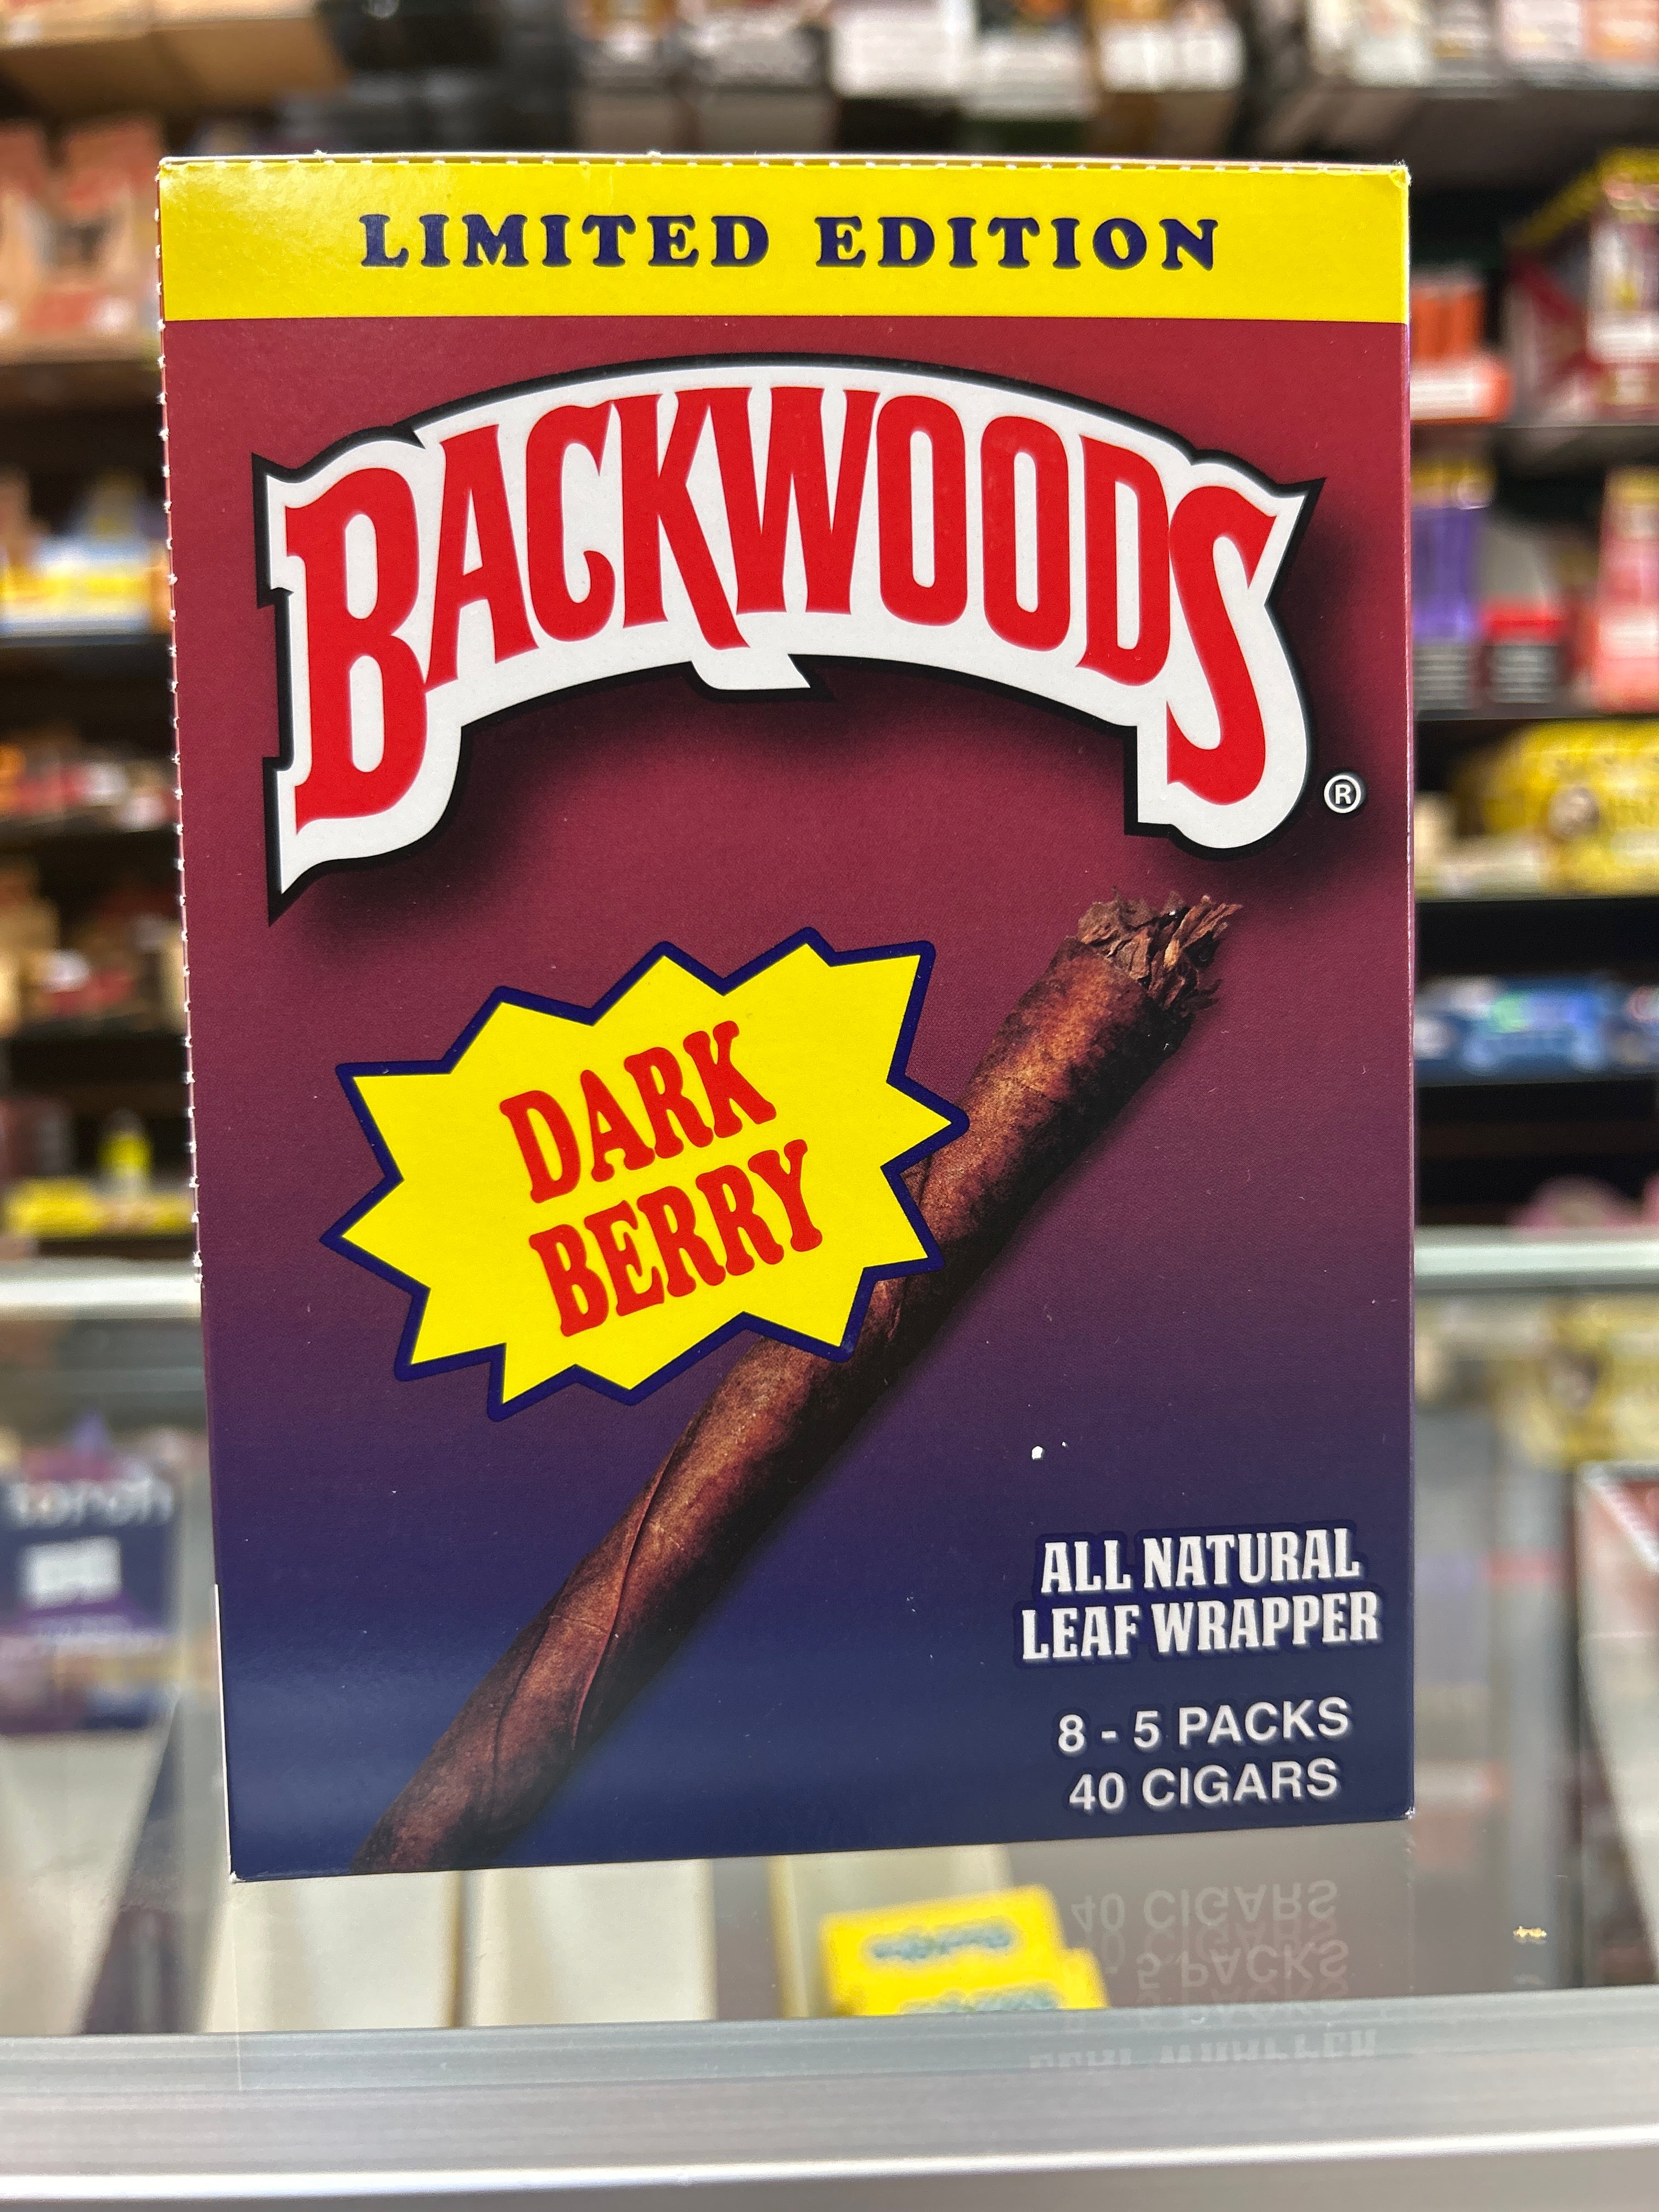 LIMITED EDITION
BACKWOODS®
DARK
BERRY
ALL NATURAL
LEAF WRAPPER
8 - 5 PACKS
40 CIGARS